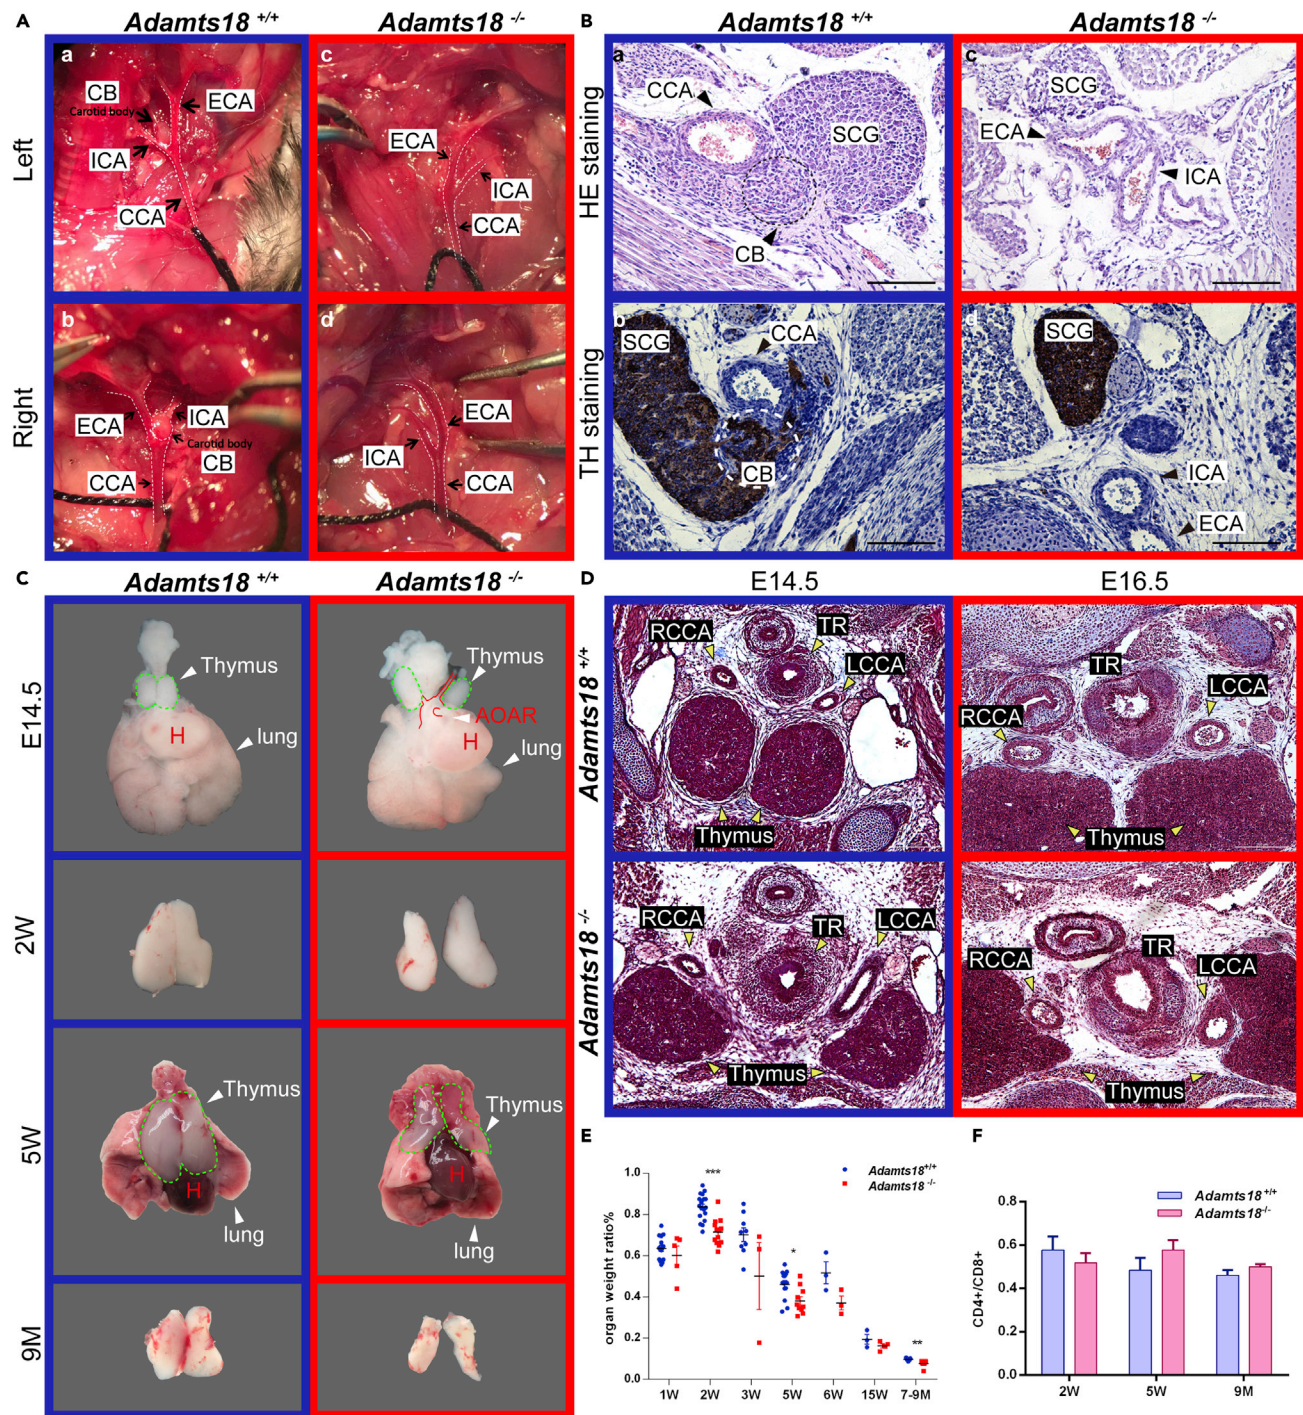 A
Adamts18 +/+
Adamts18 -/-
Left
Right
a
CB
Carotid body
ECA
ICA
CCA
c
ECA
ICA
CCA
b
ECA
ICA
Carotid body
CB
CCA
d
ECA
ICA
CCA
B
Adamts18 +/+
Adamts18 -/-
HE staining
TH staining
a
CCA
SCG
CB
c
SCG
ECA
ICA
b
CCA
SCG
CB
d
SCG
ICA
ECA
C
Adamts18 +/+
Adamts18 -/-
E14.5
Thymus
H
lung
Thymus
C
AOAR
H
lung
2W
5W
Thymus
H
lung
Thymus
H
lung
9M
D
E14.5
E16.5
Adamts18 +/+
Adamts18 -/-
RCCA
TR
LCCA
Thymus
TR
LCCA
RCCA
Thymus
RCCA
TR
LCCA
Thymus
TR
RCCA
LCCA
Thymus
E
organ weight ratio%
1.0
0.8
0.6
0.4
0.2
0.0
***
*
**
Adamts18+/+
Adamts18 -/-
1W 2W 3W 5W 6W 15W 7-9M
F
CD4+/CD8+
0.8
0.6
0.4
0.2
0.0
Adamts18+/+
Adamts18-/-
2W 5W 9M